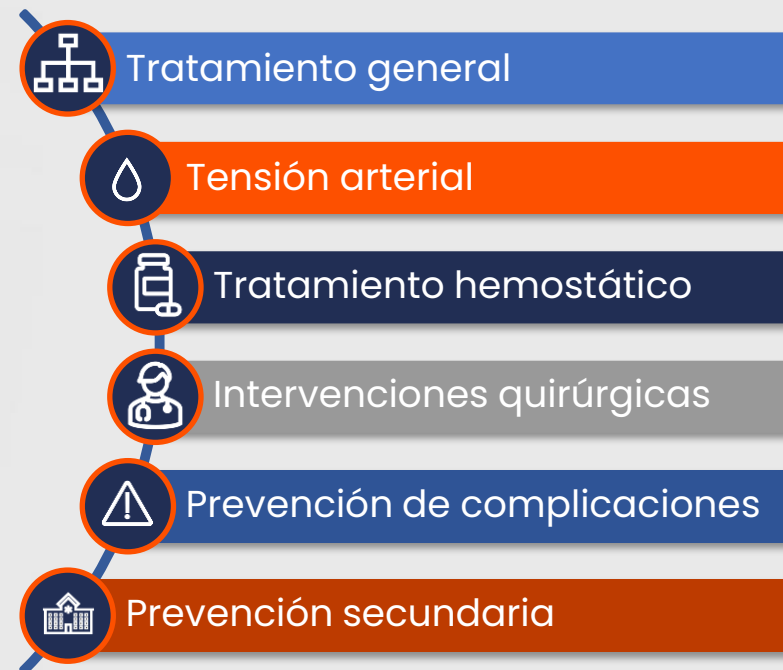 Tratamiento general
Tensión arterial
Tratamiento hemostático
Intervenciones quirúrgicas
Prevención de complicaciones
Prevención secundaria